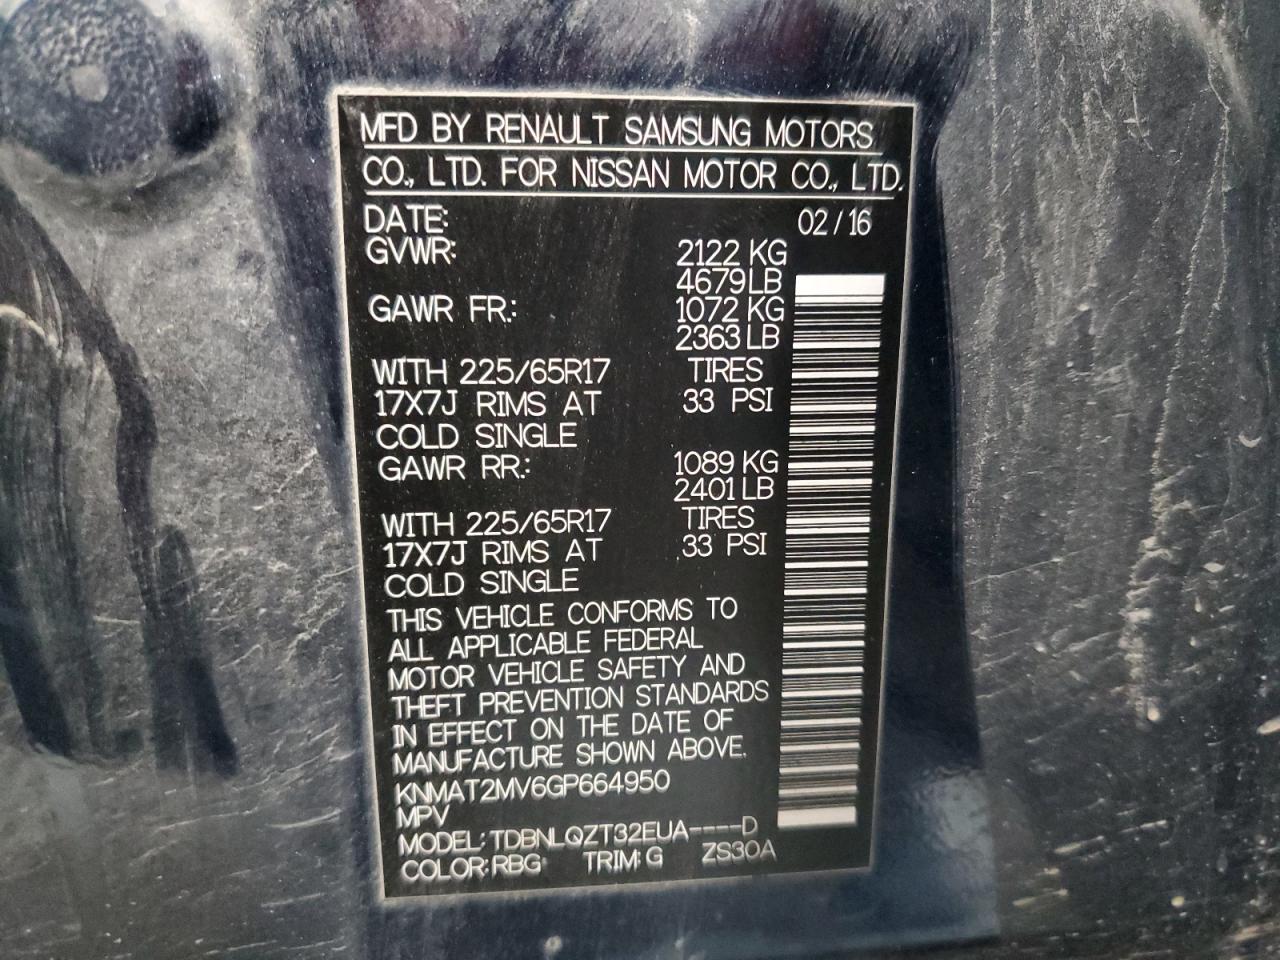 MFD BY RENAULT SAMSUNG MOTORS
CO., LTD. FOR NISSAN MOTOR CO., LTD.
DATE: 02/16
GVWR: 2122 KG
4679 LB
GAWR FR.: 1072 KG
2363 LB
WITH 225/65R17 TIRES
17X7J RIMS AT 33 PSI
COLD SINGLE
GAWR RR.: 1089 KG
2401 LB
WITH 225/65R17 TIRES
17X7J RIMS AT 33 PSI
COLD SINGLE
THIS VEHICLE CONFORMS TO
ALL APPLICABLE FEDERAL
MOTOR VEHICLE SAFETY AND
THEFT PREVENTION STANDARDS
IN EFFECT ON THE DATE OF
MANUFACTURE SHOWN ABOVE.
KNMAT2MV6GP664950
MPV
MODEL: TDBNLQZT32EUA----D
COLOR: RBG TRIM: G ZS30A